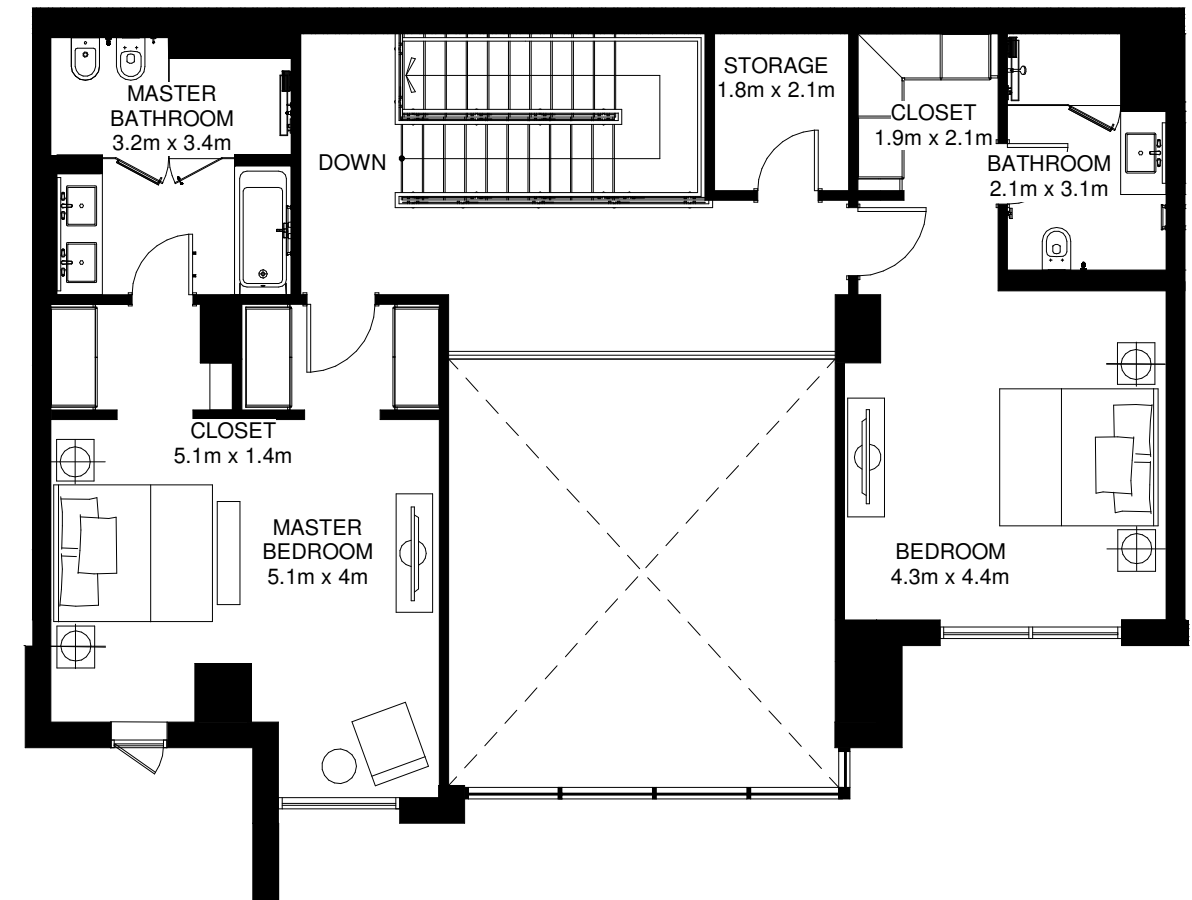 MASTER
BATHROOM
3.2m x 3.4m
DOWN
STORAGE
1.8m x 2.1m
CLOSET
1.9m x 2.1m
BATHROOM
2.1m x 3.1m
CLOSET
5.1m x 1.4m
MASTER
BEDROOM
5.1m x 4m
BEDROOM
4.3m x 4.4m